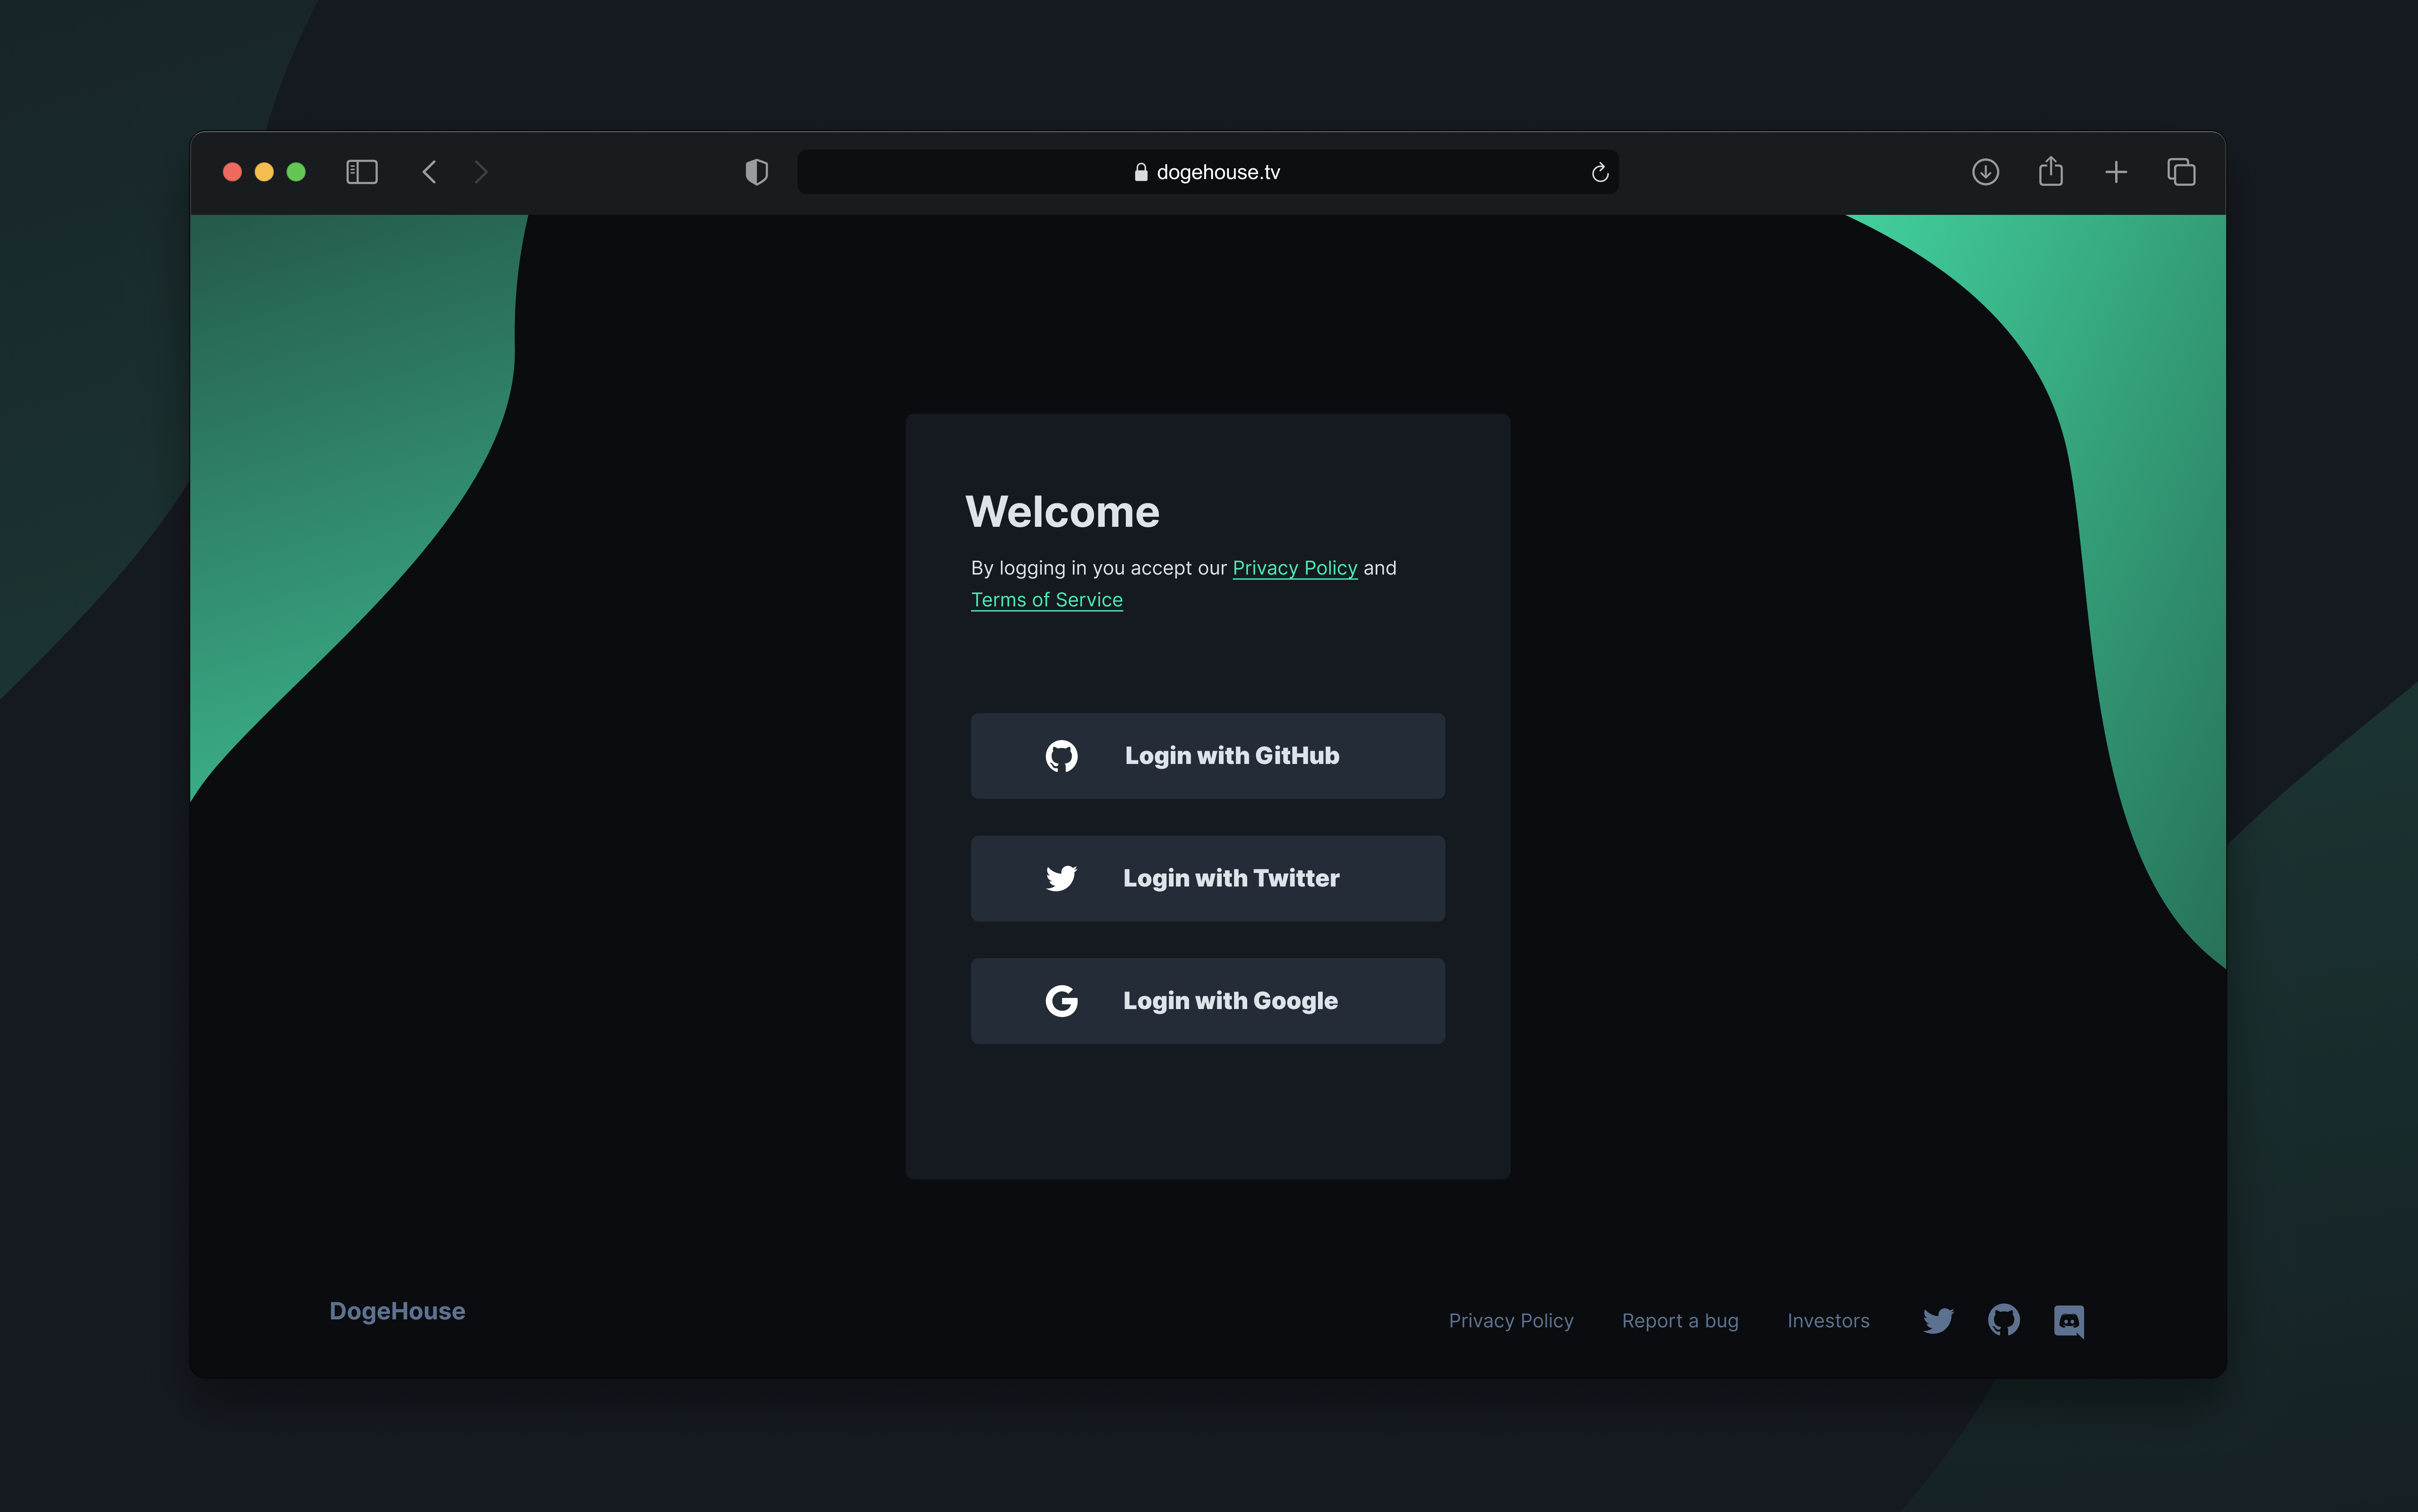 dogehouse.tv
Welcome
By logging in you accept our Privacy Policy and
Terms of Service
Login with GitHub
Login with Twitter
Login with Google
DogeHouse
Privacy Policy Report a bug Investors